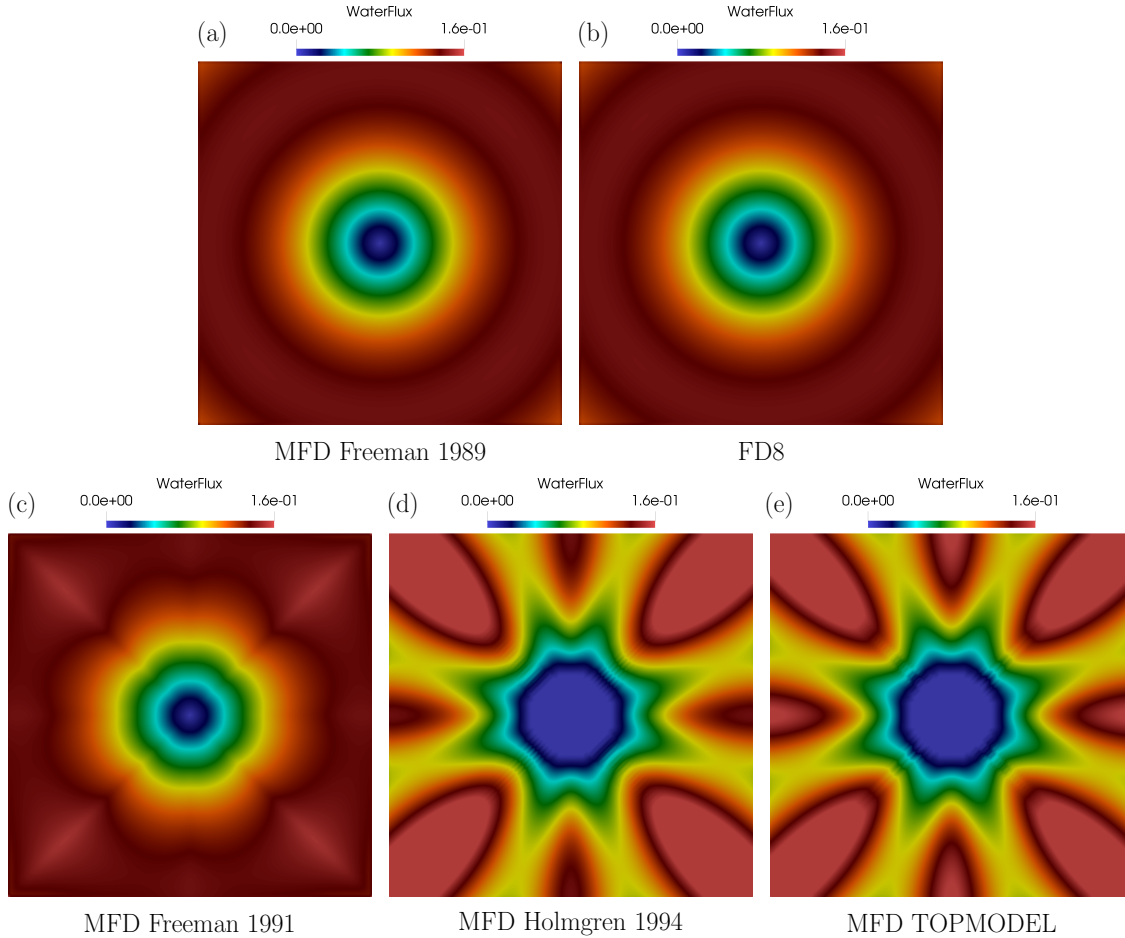 (a)
WaterFlux
0.0e+00 1.6e-01
MFD Freeman 1989
(b)
WaterFlux
0.0e+00 1.6e-01
FD8
(c)
WaterFlux
0.0e+00 1.6e-01
MFD Freeman 1991
(d)
WaterFlux
0.0e+00 1.6e-01
MFD Holmgren 1994
(e)
WaterFlux
0.0e+00 1.6e-01
MFD TOPMODEL